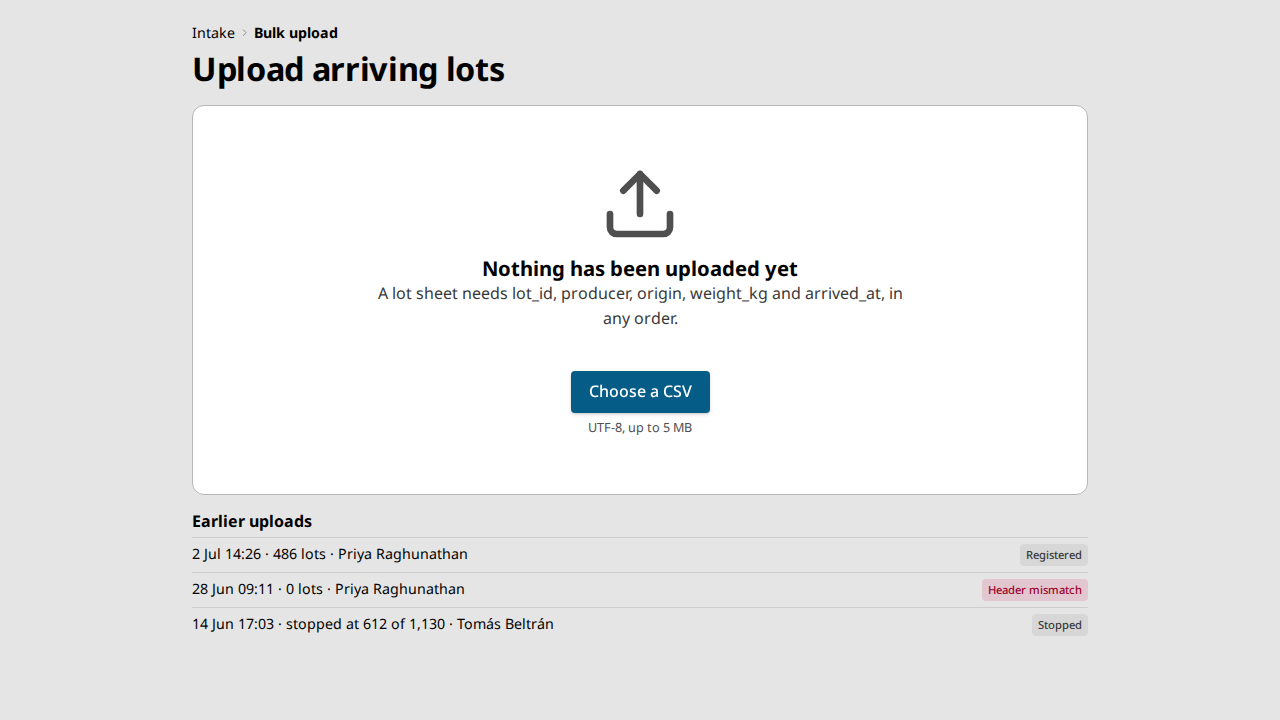 Intake > Bulk upload
Upload arriving lots
Nothing has been uploaded yet
A lot sheet needs lot_id, producer, origin, weight_kg and arrived_at, in
any order.
Choose a CSV
UTF-8, up to 5 MB
Earlier uploads
2 Jul 14:26 · 486 lots · Priya Raghunathan Registered
28 Jun 09:11 · 0 lots · Priya Raghunathan Header mismatch
14 Jun 17:03 · stopped at 612 of 1,130 · Tomás Beltrán Stopped